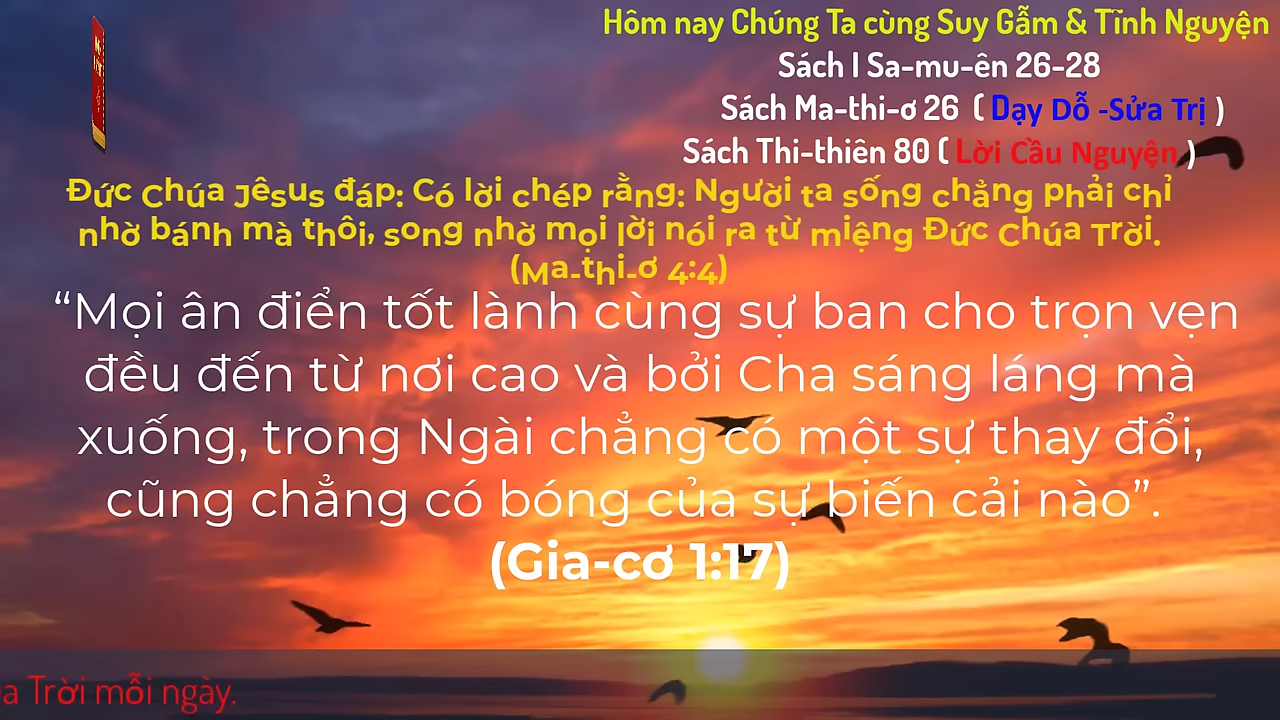 Hôm nay Chúng Ta cùng Suy Gẫm & Tĩnh Nguyện
Sách I Sa-mu-ên 26-28
Sách Ma-thi-ơ 26 ( Dạy Dỗ -Sửa Trị )
Sách Thi-thiên 80 ( Lời Cầu Nguyện )
Đức Chúa Jêsus đáp: Có lời chép rằng: Người ta sống chẳng phải chỉ
nhờ bánh mà thôi, song nhờ mọi lời nói ra từ miệng Đức Chúa Trời.
(Ma-thi-ơ 4:4)
“Mọi ân điển tốt lành cùng sự ban cho trọn vẹn
đều đến từ nơi cao và bởi Cha sáng láng mà
xuống, trong Ngài chẳng có một sự thay đổi,
cũng chẳng có bóng của sự biến cải nào”.
(Gia-cơ 1:17)
Trời mỗi ngày.